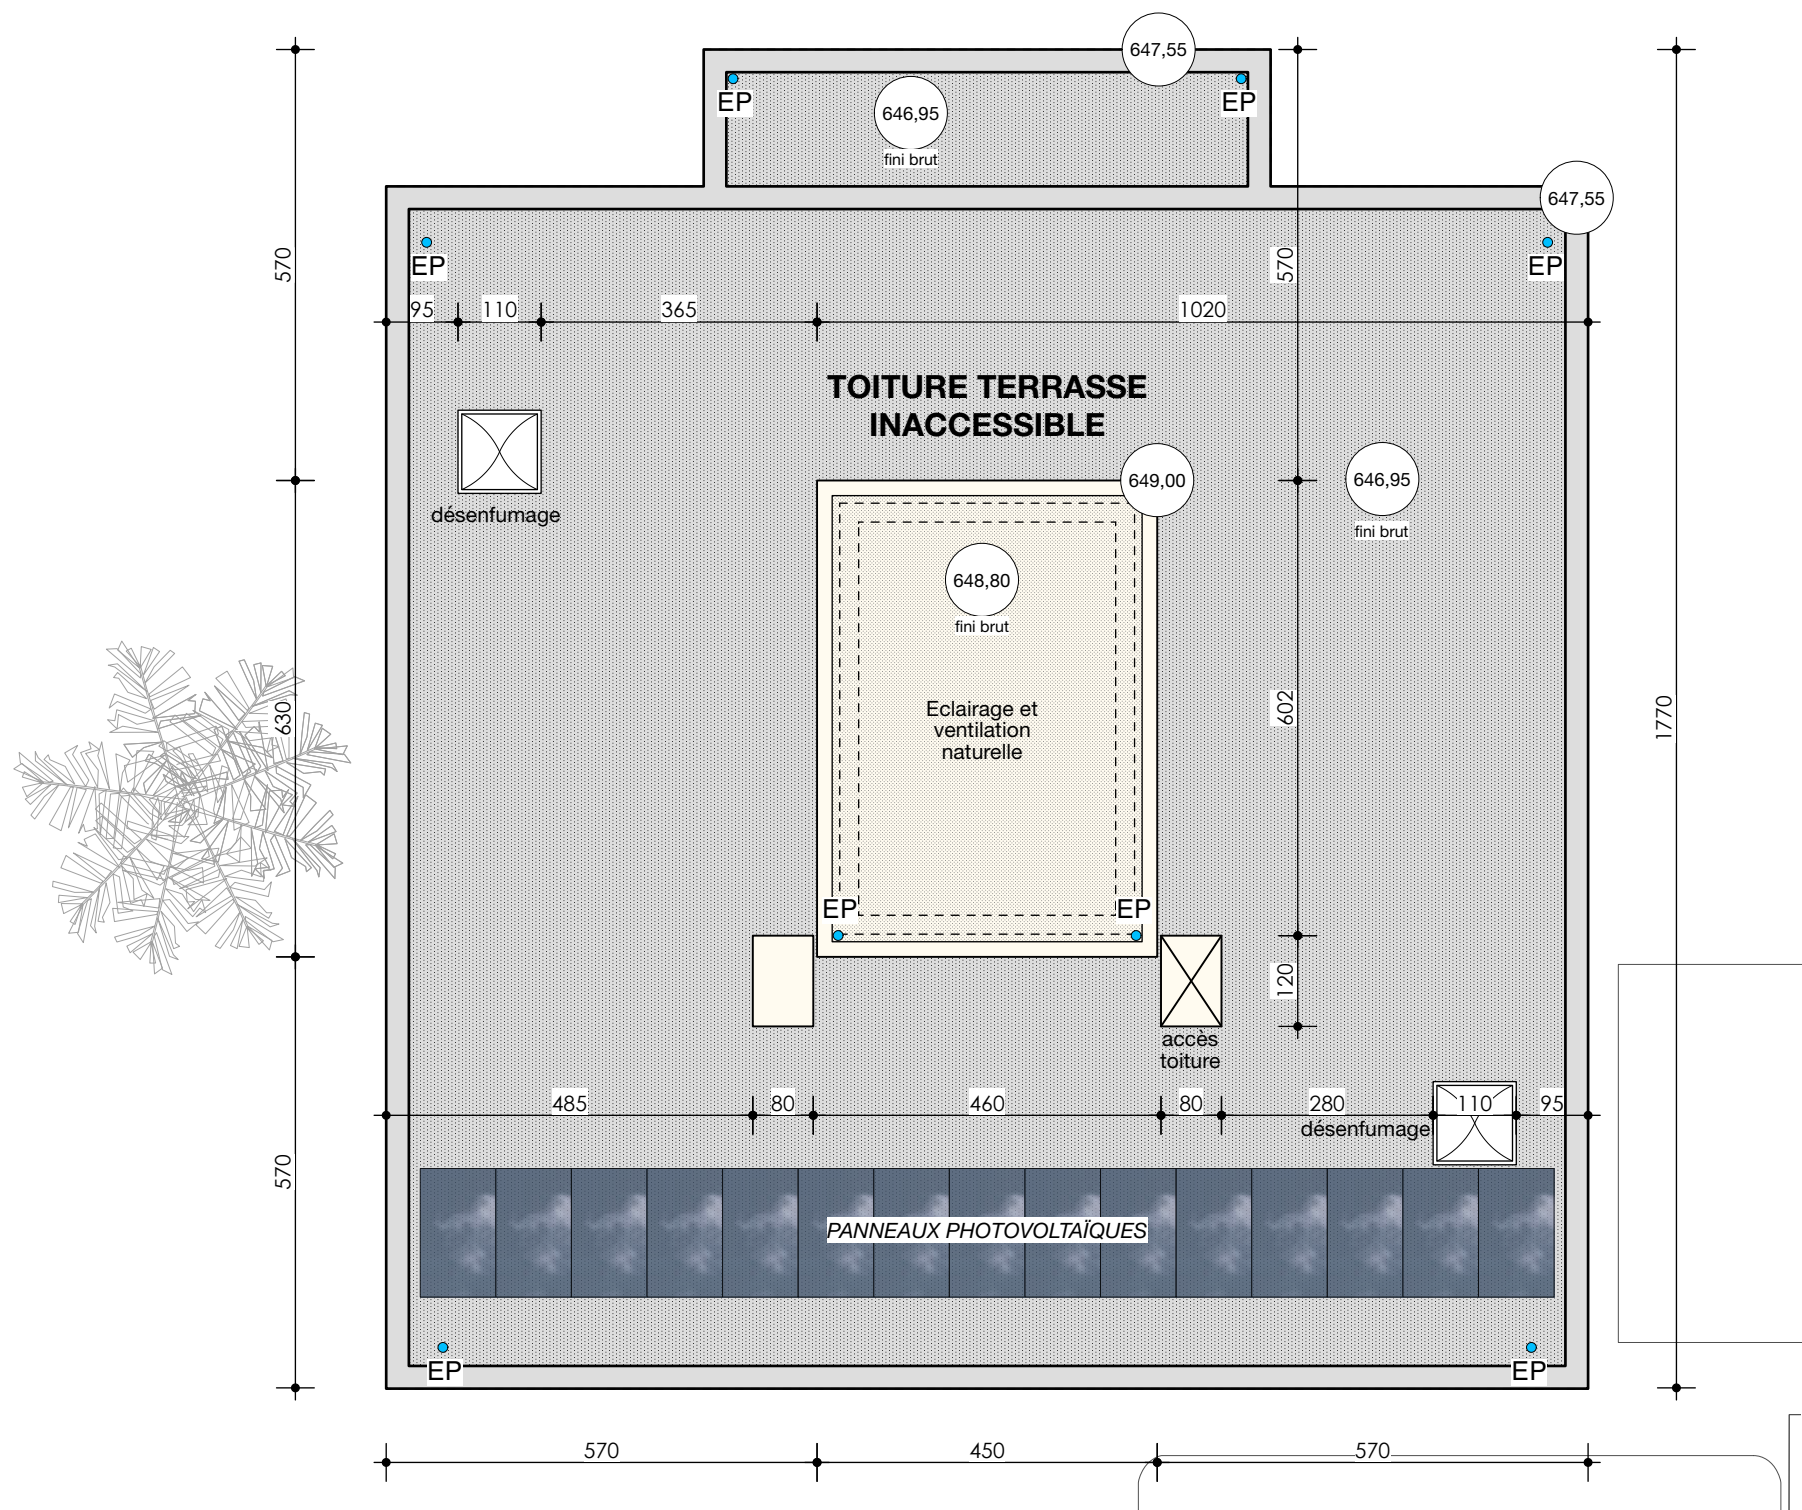 647,55
EP
EP
646,95
fini brut
647,55
EP
EP
570
570
95
110
365
1020
TOITURE TERRASSE
INACCESSIBLE
649,00
646,95
fini brut
désenfumage
648,80
fini brut
630
602
1770
Eclairage et
ventilation
naturelle
EP
EP
120
accès
toiture
485
80
460
80
280
110
95
désenfumage
570
PANNEAUX PHOTOVOLTAÏQUES
EP
EP
570
450
570